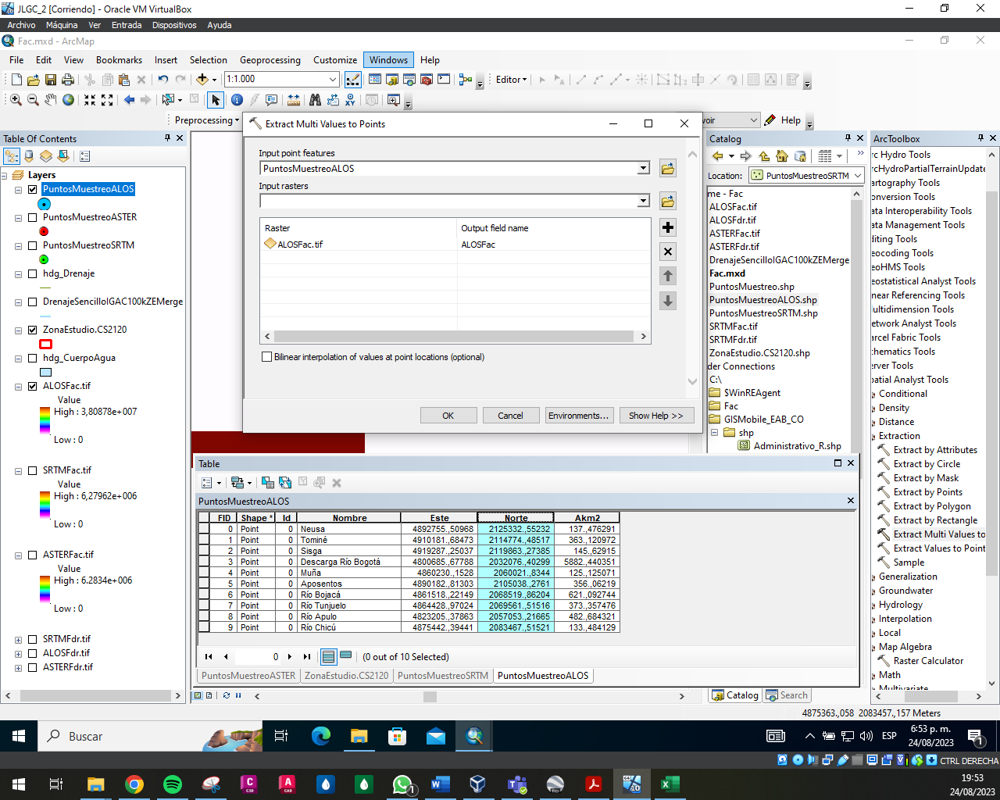 JLGC_2 [Corriendo] - Oracle VM VirtualBox
Archivo Máquina Ver Entrada Dispositivos Ayuda
Fac.mxd - ArcMap
File Edit View Bookmarks Insert Selection Geoprocessing Customize Windows Help
1:1.000
Editor
Preprocessing
Help
Table Of Contents
Layers
PuntosMuestreoALOS
PuntosMuestreoASTER
PuntosMuestreoSRTM
hdg_Drenaje
DrenajeSencilloIGAC100kZEMerge
ZonaEstudio.CS2120
hdg_CuerpoAgua
ALOSFac.tif
Value
High : 3,80878e+007
Low : 0
SRTMFac.tif
Value
High : 6,27962e+006
Low : 0
ASTERFac.tif
Value
High : 6.2834e+006
Low : 0
SRTMFdr.tif
ALOSFdr.tif
ASTERFdr.tif
Extract Multi Values to Points
Input point features
PuntosMuestreoALOS
Input rasters
Raster Output field name
ALOSFac.tif ALOSFac
Bilinear interpolation of values at point locations (optional)
OK Cancel Environments... Show Help >>
Table
PuntosMuestreoALOS
FID Shape * Id Nombre Este Norte Akm2
0 Point 0 Neusa 4892755,,50968 2125332,,55232 137,,476291
1 Point 0 Tominé 4910181,,68473 2114774,,48517 363,,120972
2 Point 0 Sisga 4919287,,25037 2119863,,27385 145,,62915
3 Point 0 Descarga Río Bogotá 4800685,,67788 2032076,,40299 5882,,440351
4 Point 0 Muña 4860230,,1528 2060021,,8344 125,,125071
5 Point 0 Aposentos 4890182,,81303 2105038,,2761 356,,06219
6 Point 0 Río Bojacá 4861518,,22149 2068519,,86204 621,,092744
7 Point 0 Río Tunjuelo 4864428,,97024 2069561,,51516 373,,357476
8 Point 0 Río Apulo 4823205,,37863 2057053,,21665 482,,684321
9 Point 0 Río Chicú 4875442,,39441 2083467,,51521 133,,484129
0 (0 out of 10 Selected)
PuntosMuestreoASTER ZonaEstudio.CS2120 PuntosMuestreoSRTM PuntosMuestreoALOS
Catalog
Location: PuntosMuestreoSRTM
me - Fac
ALOSFac.tif
ALOSFdr.tif
ASTERFac.tif
ASTERFdr.tif
DrenajeSencilloIGAC100kZEMerge
Fac.mxd
PuntosMuestreo.shp
PuntosMuestreoALOS.shp
PuntosMuestreoSRTM.shp
SRTMFac.tif
SRTMFdr.tif
ZonaEstudio.CS2120.shp
der Connections
C:\
$WinREAgent
Fac
GISMobile_EAB_CO
shp
Administrativo_R.shp
Catalog Search
ArcToolbox
rc Hydro Tools
rcHydroPartialTerrainUpdate
artography Tools
onversion Tools
ata Interoperability Tools
ata Management Tools
diting Tools
eocoding Tools
eoHMS Tools
eostatistical Analyst Tools
near Referencing Tools
ultidimension Tools
etwork Analyst Tools
arcel Fabric Tools
hematics Tools
erver Tools
patial Analyst Tools
Conditional
Density
Distance
Extraction
Extract by Attributes
Extract by Circle
Extract by Mask
Extract by Points
Extract by Polygon
Extract by Rectangle
Extract Multi Values to
Extract Values to Point
Sample
Generalization
Groundwater
Hydrology
Interpolation
Local
Map Algebra
Raster Calculator
Math
Multivariate
4875363,,058 2083457,,157 Meters
Buscar
ESP
6:53 p. m.
24/08/2023
1
CTRL DERECHA
19:53
24/08/2023